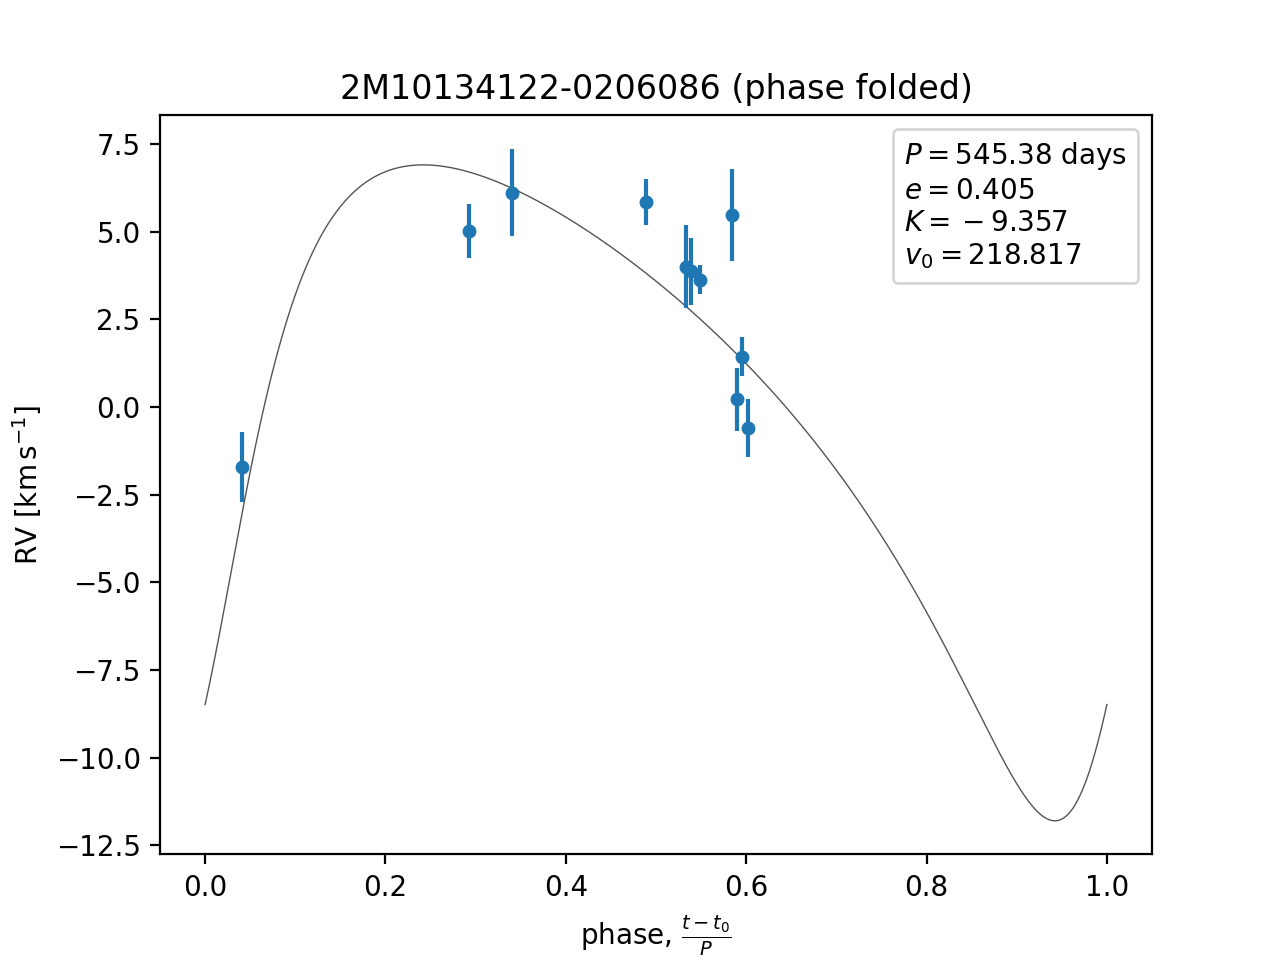 2M10134122-0206086 (phase folded)
P = 545.38 days
e = 0.405
K = −9.357
v₀ = 218.817
RV [km s⁻¹]
7.5
5.0
2.5
0.0
−2.5
−5.0
−7.5
−10.0
−12.5
0.0 0.2 0.4 0.6 0.8 1.0
phase, (t − t₀)/P